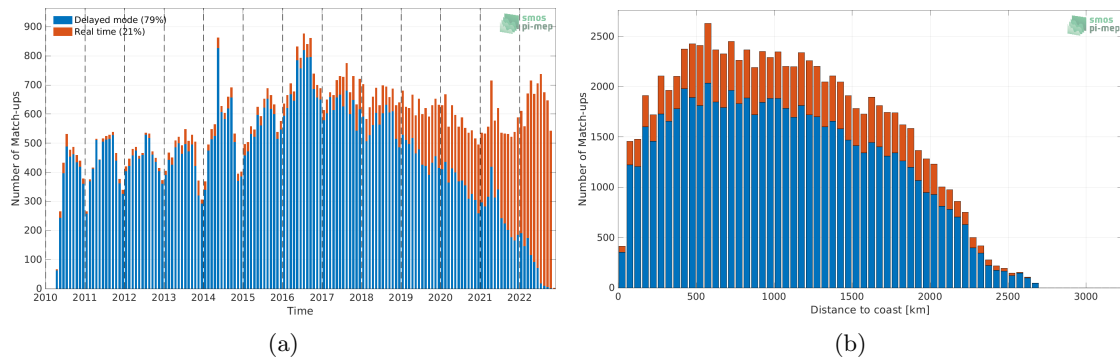 Delayed mode (79%)
Real time (21%)
smos
pi-mep
Number of Match-ups
900
800
700
600
500
400
300
200
100
0
2010 2011 2012 2013 2014 2015 2016 2017 2018 2019 2020 2021 2022
Time
(a)
smos
pi-mep
Number of Match-ups
2500
2000
1500
1000
500
0
0 500 1000 1500 2000 2500 3000
Distance to coast [km]
(b)